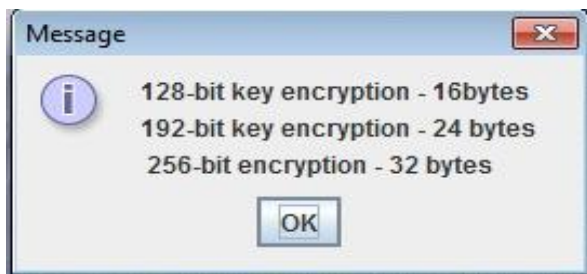 Message
128-bit key encryption - 16bytes
192-bit key encryption - 24 bytes
256-bit encryption - 32 bytes
OK